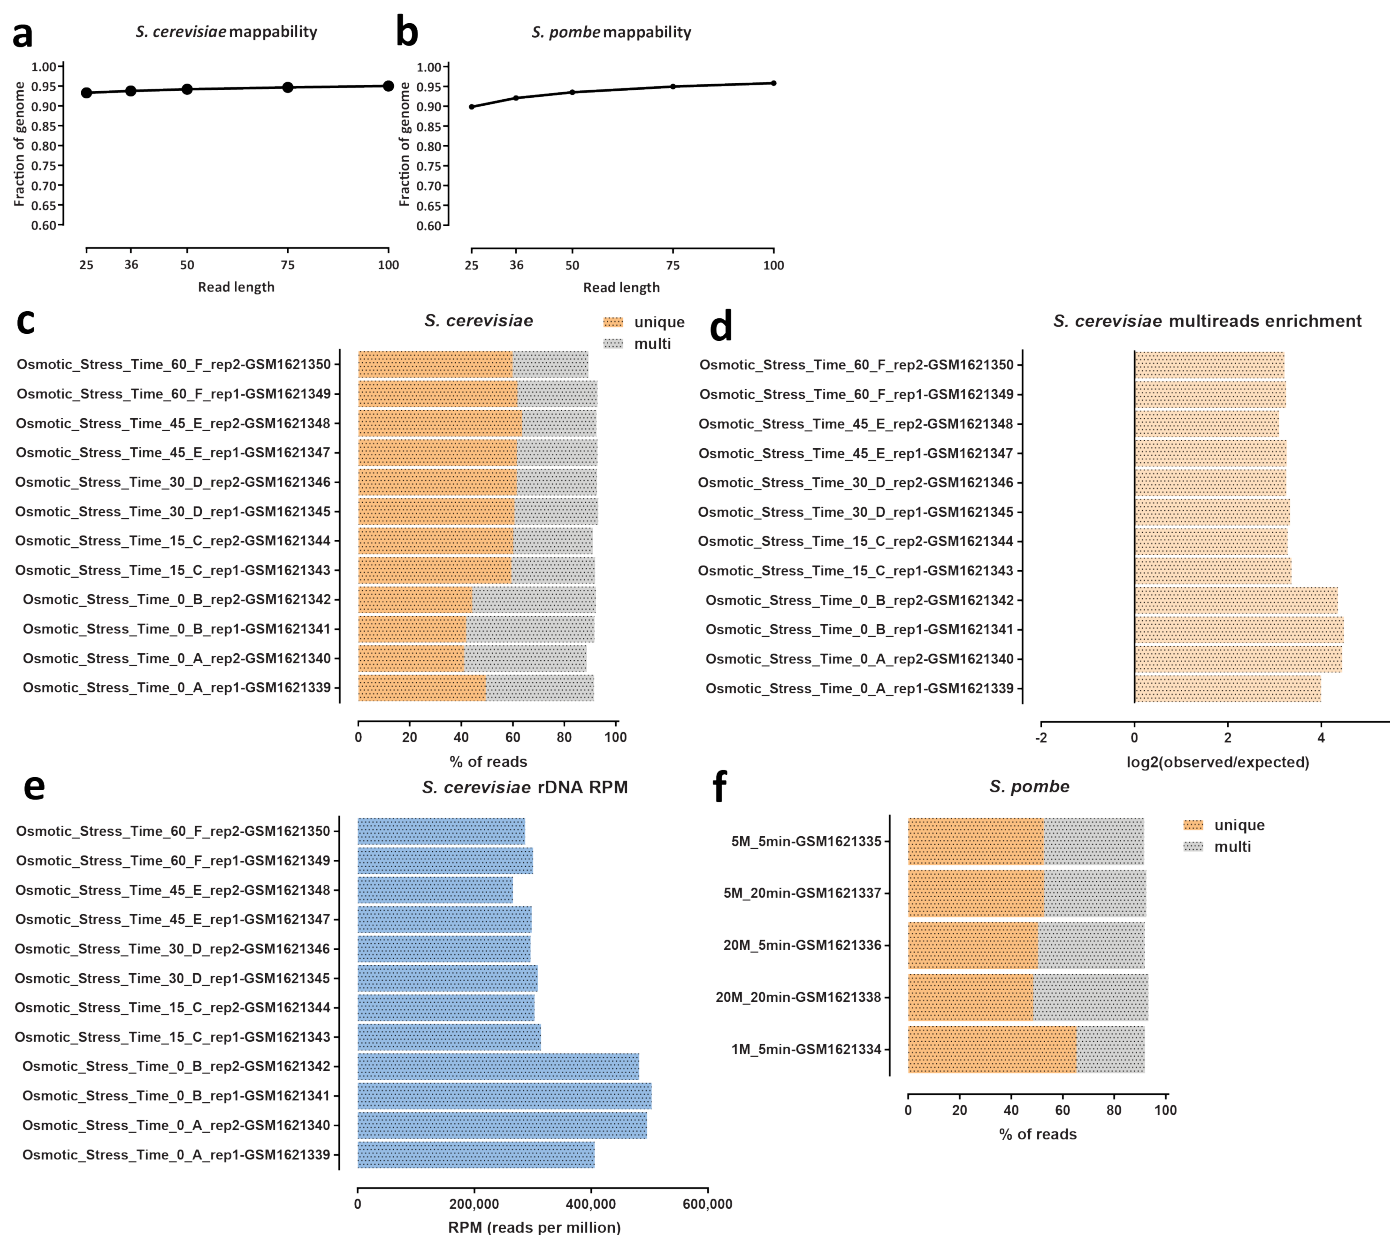 a
S. cerevisiae mappability
Fraction of genome
1.00
0.95
0.90
0.85
0.80
0.75
0.70
0.65
0.60
25 36 50 75 100
Read length
b
S. pombe mappability
Fraction of genome
1.00
0.95
0.90
0.85
0.80
0.75
0.70
0.65
0.60
25 36 50 75 100
Read length
c
S. cerevisiae
unique
multi
Osmotic_Stress_Time_60_F_rep2-GSM1621350
Osmotic_Stress_Time_60_F_rep1-GSM1621349
Osmotic_Stress_Time_45_E_rep2-GSM1621348
Osmotic_Stress_Time_45_E_rep1-GSM1621347
Osmotic_Stress_Time_30_D_rep2-GSM1621346
Osmotic_Stress_Time_30_D_rep1-GSM1621345
Osmotic_Stress_Time_15_C_rep2-GSM1621344
Osmotic_Stress_Time_15_C_rep1-GSM1621343
Osmotic_Stress_Time_0_B_rep2-GSM1621342
Osmotic_Stress_Time_0_B_rep1-GSM1621341
Osmotic_Stress_Time_0_A_rep2-GSM1621340
Osmotic_Stress_Time_0_A_rep1-GSM1621339
0 20 40 60 80 100
% of reads
d
S. cerevisiae multireads enrichment
Osmotic_Stress_Time_60_F_rep2-GSM1621350
Osmotic_Stress_Time_60_F_rep1-GSM1621349
Osmotic_Stress_Time_45_E_rep2-GSM1621348
Osmotic_Stress_Time_45_E_rep1-GSM1621347
Osmotic_Stress_Time_30_D_rep2-GSM1621346
Osmotic_Stress_Time_30_D_rep1-GSM1621345
Osmotic_Stress_Time_15_C_rep2-GSM1621344
Osmotic_Stress_Time_15_C_rep1-GSM1621343
Osmotic_Stress_Time_0_B_rep2-GSM1621342
Osmotic_Stress_Time_0_B_rep1-GSM1621341
Osmotic_Stress_Time_0_A_rep2-GSM1621340
Osmotic_Stress_Time_0_A_rep1-GSM1621339
-2 0 2 4
log2(observed/expected)
e
S. cerevisiae rDNA RPM
Osmotic_Stress_Time_60_F_rep2-GSM1621350
Osmotic_Stress_Time_60_F_rep1-GSM1621349
Osmotic_Stress_Time_45_E_rep2-GSM1621348
Osmotic_Stress_Time_45_E_rep1-GSM1621347
Osmotic_Stress_Time_30_D_rep2-GSM1621346
Osmotic_Stress_Time_30_D_rep1-GSM1621345
Osmotic_Stress_Time_15_C_rep2-GSM1621344
Osmotic_Stress_Time_15_C_rep1-GSM1621343
Osmotic_Stress_Time_0_B_rep2-GSM1621342
Osmotic_Stress_Time_0_B_rep1-GSM1621341
Osmotic_Stress_Time_0_A_rep2-GSM1621340
Osmotic_Stress_Time_0_A_rep1-GSM1621339
0 200,000 400,000 600,000
RPM (reads per million)
f
S. pombe
unique
multi
5M_5min-GSM1621335
5M_20min-GSM1621337
20M_5min-GSM1621336
20M_20min-GSM1621338
1M_5min-GSM1621334
0 20 40 60 80 100
% of reads